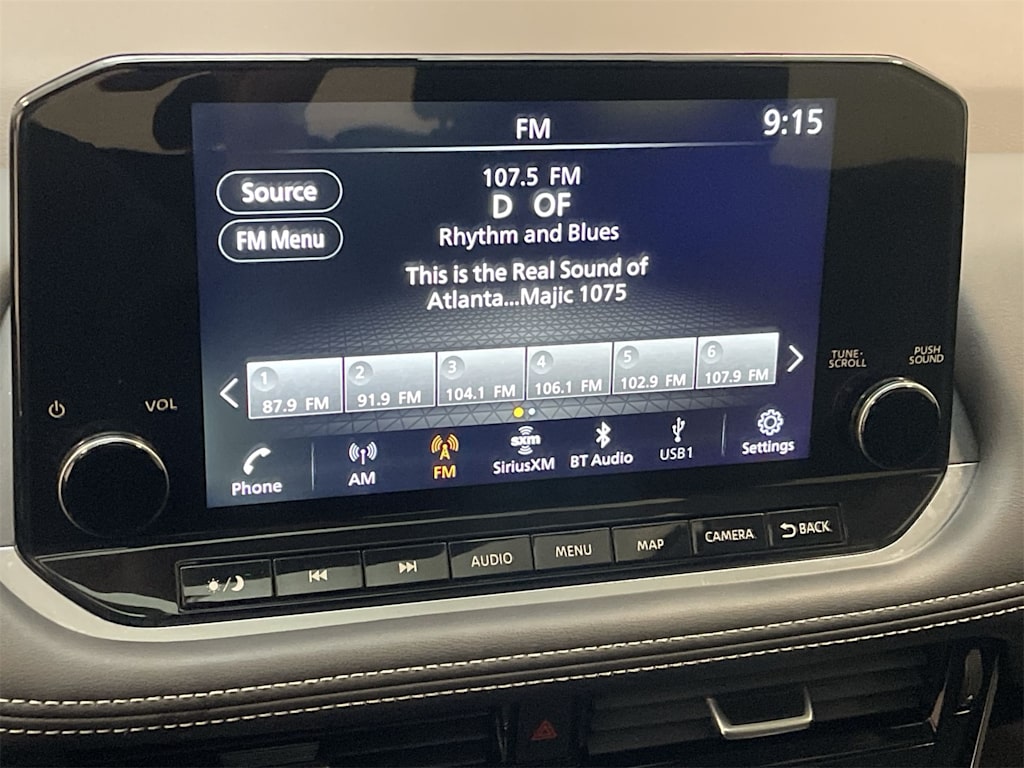 FM
9:15
Source
107.5 FM
FM Menu
D OF
Rhythm and Blues
This is the Real Sound of
Atlanta...Majic 1075
1
87.9 FM
2
91.9 FM
3
104.1 FM
4
106.1 FM
5
102.9 FM
6
107.9 FM
TUNE·
SCROLL
PUSH
SOUND
VOL
Phone
AM
FM
sxm
SiriusXM
BT Audio
USB1
Settings
AUDIO
MENU
MAP
CAMERA
BACK